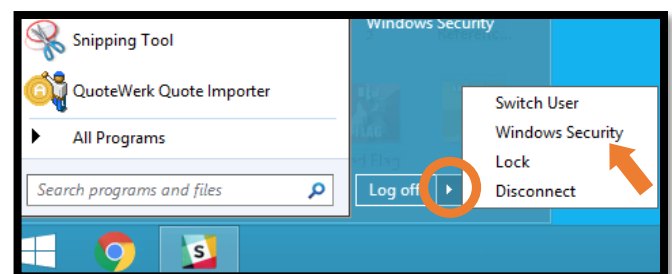 Snipping Tool
QuoteWerk Quote Importer
All Programs
Search programs and files
Windows Security
Log off
Switch User
Windows Security
Lock
Disconnect